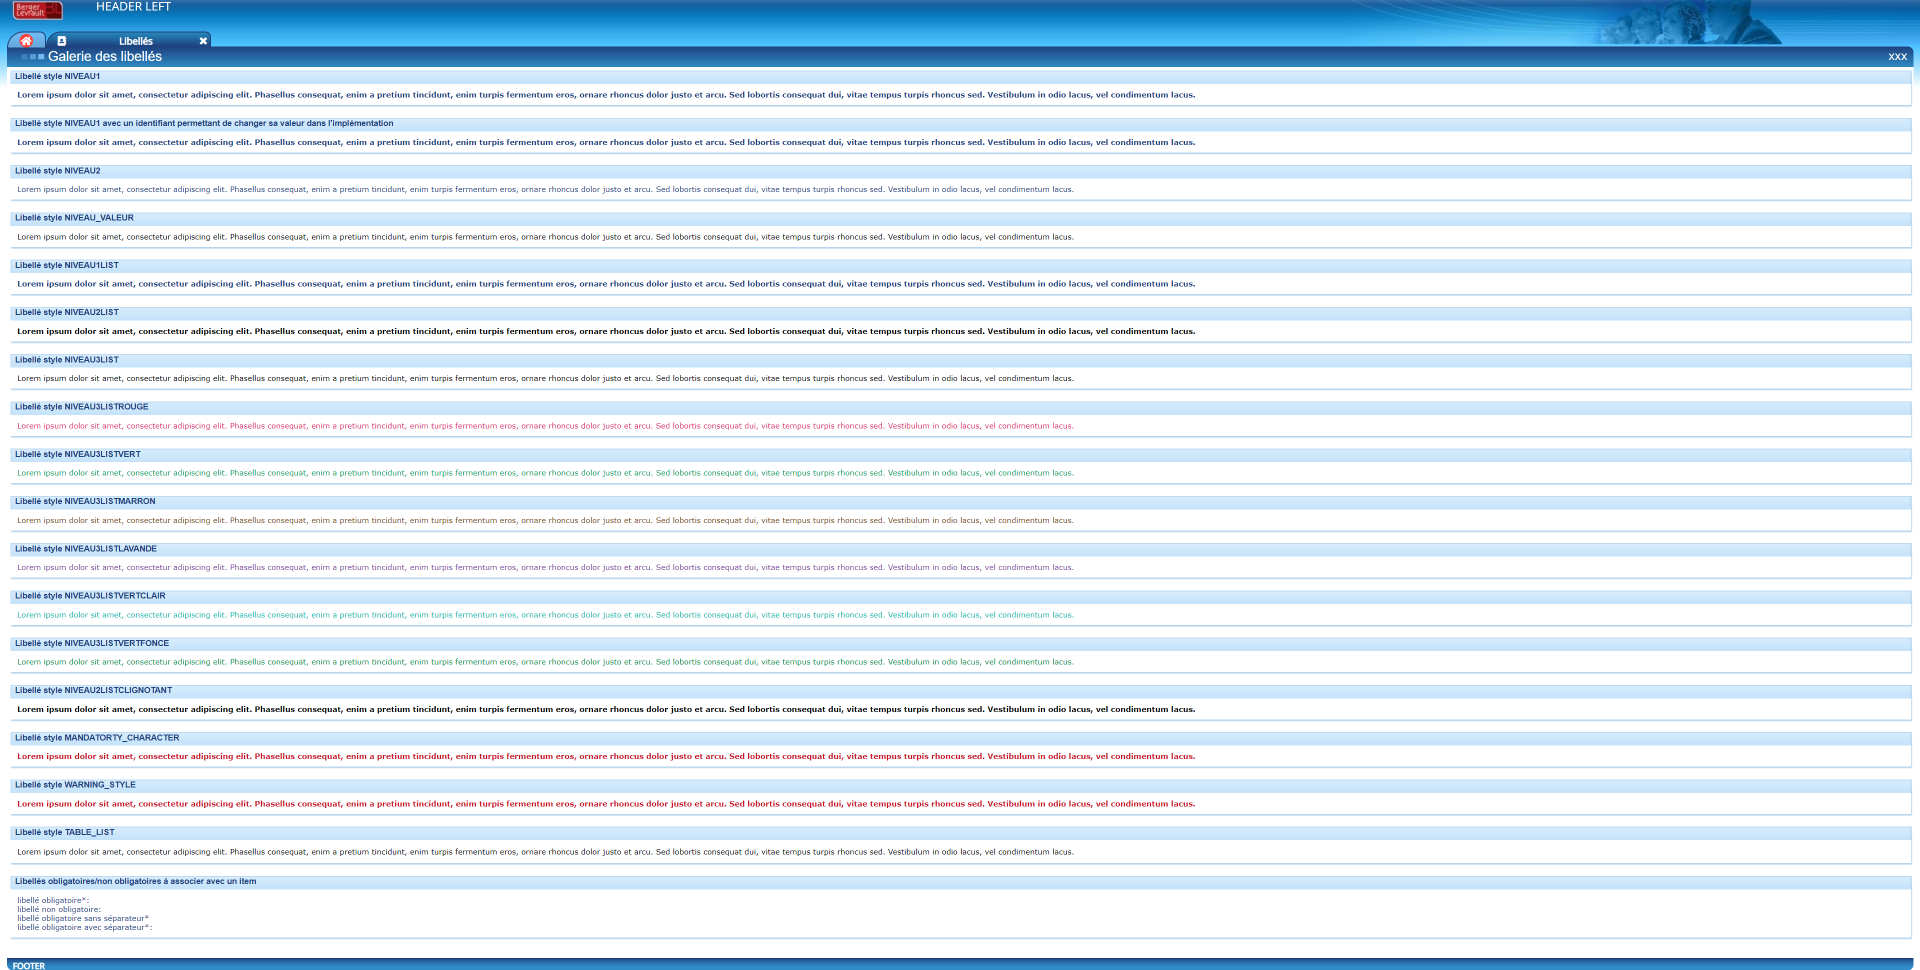 Berger
Levrault
HEADER LEFT
Libellés
Galerie des libellés
XXX
Libellé style NIVEAU1
Lorem ipsum dolor sit amet, consectetur adipiscing elit. Phasellus consequat, enim a pretium tincidunt, enim turpis fermentum eros, ornare rhoncus dolor justo et arcu. Sed lobortis consequat dui, vitae tempus turpis rhoncus sed. Vestibulum in odio lacus, vel condimentum lacus.
Libellé style NIVEAU1 avec un identifiant permettant de changer sa valeur dans l'implémentation
Lorem ipsum dolor sit amet, consectetur adipiscing elit. Phasellus consequat, enim a pretium tincidunt, enim turpis fermentum eros, ornare rhoncus dolor justo et arcu. Sed lobortis consequat dui, vitae tempus turpis rhoncus sed. Vestibulum in odio lacus, vel condimentum lacus.
Libellé style NIVEAU2
Lorem ipsum dolor sit amet, consectetur adipiscing elit. Phasellus consequat, enim a pretium tincidunt, enim turpis fermentum eros, ornare rhoncus dolor justo et arcu. Sed lobortis consequat dui, vitae tempus turpis rhoncus sed. Vestibulum in odio lacus, vel condimentum lacus.
Libellé style NIVEAU_VALEUR
Lorem ipsum dolor sit amet, consectetur adipiscing elit. Phasellus consequat, enim a pretium tincidunt, enim turpis fermentum eros, ornare rhoncus dolor justo et arcu. Sed lobortis consequat dui, vitae tempus turpis rhoncus sed. Vestibulum in odio lacus, vel condimentum lacus.
Libellé style NIVEAU1LIST
Lorem ipsum dolor sit amet, consectetur adipiscing elit. Phasellus consequat, enim a pretium tincidunt, enim turpis fermentum eros, ornare rhoncus dolor justo et arcu. Sed lobortis consequat dui, vitae tempus turpis rhoncus sed. Vestibulum in odio lacus, vel condimentum lacus.
Libellé style NIVEAU2LIST
Lorem ipsum dolor sit amet, consectetur adipiscing elit. Phasellus consequat, enim a pretium tincidunt, enim turpis fermentum eros, ornare rhoncus dolor justo et arcu. Sed lobortis consequat dui, vitae tempus turpis rhoncus sed. Vestibulum in odio lacus, vel condimentum lacus.
Libellé style NIVEAU3LIST
Lorem ipsum dolor sit amet, consectetur adipiscing elit. Phasellus consequat, enim a pretium tincidunt, enim turpis fermentum eros, ornare rhoncus dolor justo et arcu. Sed lobortis consequat dui, vitae tempus turpis rhoncus sed. Vestibulum in odio lacus, vel condimentum lacus.
Libellé style NIVEAU3LISTROUGE
Lorem ipsum dolor sit amet, consectetur adipiscing elit. Phasellus consequat, enim a pretium tincidunt, enim turpis fermentum eros, ornare rhoncus dolor justo et arcu. Sed lobortis consequat dui, vitae tempus turpis rhoncus sed. Vestibulum in odio lacus, vel condimentum lacus.
Libellé style NIVEAU3LISTVERT
Lorem ipsum dolor sit amet, consectetur adipiscing elit. Phasellus consequat, enim a pretium tincidunt, enim turpis fermentum eros, ornare rhoncus dolor justo et arcu. Sed lobortis consequat dui, vitae tempus turpis rhoncus sed. Vestibulum in odio lacus, vel condimentum lacus.
Libellé style NIVEAU3LISTMARRON
Lorem ipsum dolor sit amet, consectetur adipiscing elit. Phasellus consequat, enim a pretium tincidunt, enim turpis fermentum eros, ornare rhoncus dolor justo et arcu. Sed lobortis consequat dui, vitae tempus turpis rhoncus sed. Vestibulum in odio lacus, vel condimentum lacus.
Libellé style NIVEAU3LISTLAVANDE
Lorem ipsum dolor sit amet, consectetur adipiscing elit. Phasellus consequat, enim a pretium tincidunt, enim turpis fermentum eros, ornare rhoncus dolor justo et arcu. Sed lobortis consequat dui, vitae tempus turpis rhoncus sed. Vestibulum in odio lacus, vel condimentum lacus.
Libellé style NIVEAU3LISTVERTCLAIR
Lorem ipsum dolor sit amet, consectetur adipiscing elit. Phasellus consequat, enim a pretium tincidunt, enim turpis fermentum eros, ornare rhoncus dolor justo et arcu. Sed lobortis consequat dui, vitae tempus turpis rhoncus sed. Vestibulum in odio lacus, vel condimentum lacus.
Libellé style NIVEAU3LISTVERTFONCE
Lorem ipsum dolor sit amet, consectetur adipiscing elit. Phasellus consequat, enim a pretium tincidunt, enim turpis fermentum eros, ornare rhoncus dolor justo et arcu. Sed lobortis consequat dui, vitae tempus turpis rhoncus sed. Vestibulum in odio lacus, vel condimentum lacus.
Libellé style NIVEAU2LISTCLIGNOTANT
Lorem ipsum dolor sit amet, consectetur adipiscing elit. Phasellus consequat, enim a pretium tincidunt, enim turpis fermentum eros, ornare rhoncus dolor justo et arcu. Sed lobortis consequat dui, vitae tempus turpis rhoncus sed. Vestibulum in odio lacus, vel condimentum lacus.
Libellé style MANDATORTY_CHARACTER
Lorem ipsum dolor sit amet, consectetur adipiscing elit. Phasellus consequat, enim a pretium tincidunt, enim turpis fermentum eros, ornare rhoncus dolor justo et arcu. Sed lobortis consequat dui, vitae tempus turpis rhoncus sed. Vestibulum in odio lacus, vel condimentum lacus.
Libellé style WARNING_STYLE
Lorem ipsum dolor sit amet, consectetur adipiscing elit. Phasellus consequat, enim a pretium tincidunt, enim turpis fermentum eros, ornare rhoncus dolor justo et arcu. Sed lobortis consequat dui, vitae tempus turpis rhoncus sed. Vestibulum in odio lacus, vel condimentum lacus.
Libellé style TABLE_LIST
Lorem ipsum dolor sit amet, consectetur adipiscing elit. Phasellus consequat, enim a pretium tincidunt, enim turpis fermentum eros, ornare rhoncus dolor justo et arcu. Sed lobortis consequat dui, vitae tempus turpis rhoncus sed. Vestibulum in odio lacus, vel condimentum lacus.
Libellés obligatoires/non obligatoires à associer avec un item
libellé obligatoire*:
libellé non obligatoire:
libellé obligatoire sans séparateur*
libellé obligatoire avec séparateur*:
FOOTER